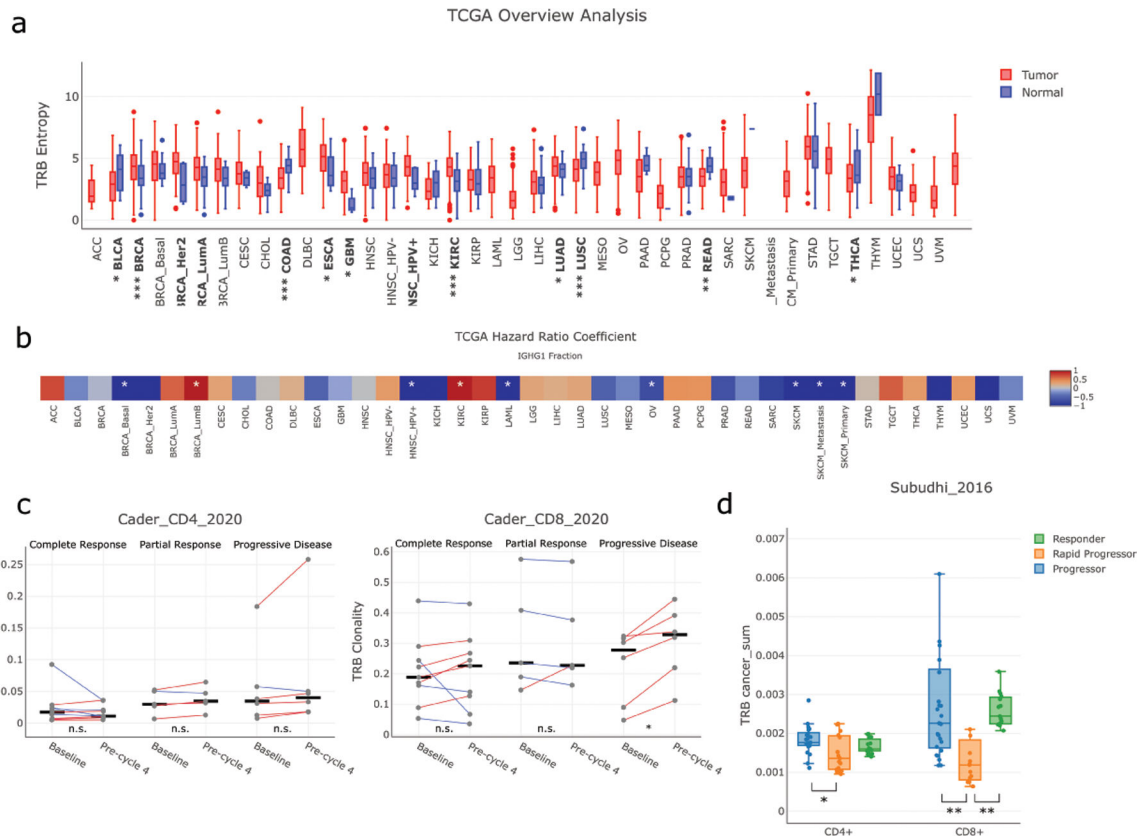 TCGA Overview Analysis
a
TRB Entropy
10
5
0
Tumor
Normal
ACC
* BLCA
*** BRCA
BRCA_Basal
BRCA_Her2
RCA_LumA
BRCA_LumB
CESC
CHOL
*** COAD
DLBC
* ESCA
* GBM
HNSC
HNSC_HPV-
NSC_HPV+
KICH
*** KIRC
KIRP
LAML
LGG
LIHC
* LUAD
*** LUSC
MESO
OV
PAAD
PCPG
PRAD
** READ
SARC
SKCM
_Metastasis
CM_Primary
STAD
TGCT
* THCA
THYM
UCEC
UCS
UVM
b
TCGA Hazard Ratio Coefficient
IGHG1 Fraction
* * * * * * * * *
1
0.5
0
−0.5
−1
ACC
BLCA
BRCA
BRCA_Basal
BRCA_Her2
BRCA_LumA
BRCA_LumB
CESC
CHOL
COAD
DLBC
ESCA
GBM
HNSC
HNSC_HPV-
HNSC_HPV+
KICH
KIRC
KIRP
LAML
LGG
LIHC
LUAD
LUSC
MESO
OV
PAAD
PCPG
PRAD
READ
SARC
SKCM
SKCM_Metastasis
SKCM_Primary
STAD
TGCT
THCA
THYM
UCEC
UCS
UVM
c
Cader_CD4_2020
Complete Response Partial Response Progressive Disease
0.25
0.2
0.15
0.1
0.05
0
n.s. n.s. n.s.
Baseline
Pre-cycle 4
Baseline
Pre-cycle 4
Baseline
Pre-cycle 4
Cader_CD8_2020
Complete Response Partial Response Progressive Disease
TRB Clonality
0.6
0.5
0.4
0.3
0.2
0.1
0
n.s. n.s. *
Baseline
Pre-cycle 4
Baseline
Pre-cycle 4
Baseline
Pre-cycle 4
d
Subudhi_2016
TRB cancer_sum
0.007
0.006
0.005
0.004
0.003
0.002
0.001
0
Responder
Rapid Progressor
Progressor
* ** **
CD4+ CD8+